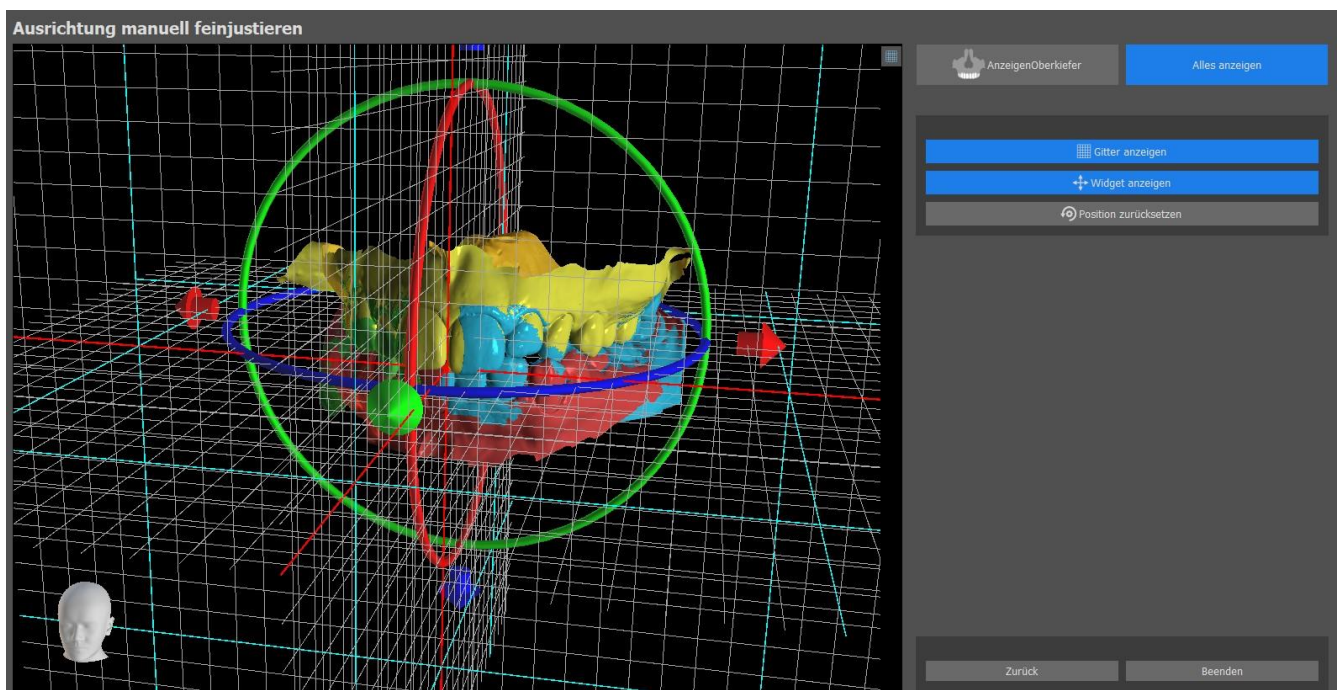 Ausrichtung manuell feinjustieren
AnzeigenOberkiefer
Alles anzeigen
Gitter anzeigen
Widget anzeigen
Position zurücksetzen
Zurück
Beenden